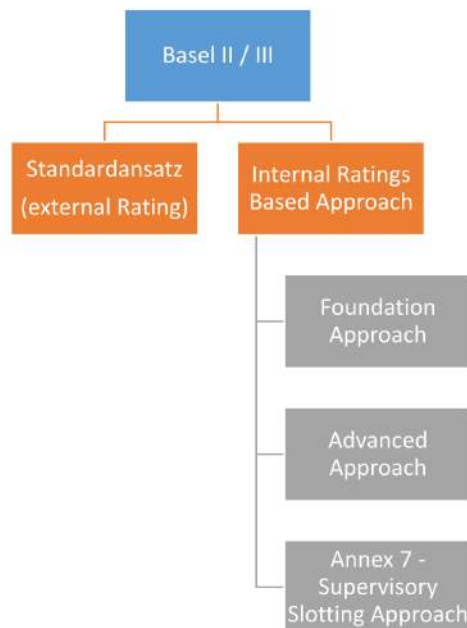 Basel II / III
Standardansatz
(external Rating)
Internal Ratings
Based Approach
Foundation
Approach
Advanced
Approach
Annex 7 -
Supervisory
Slotting Approach